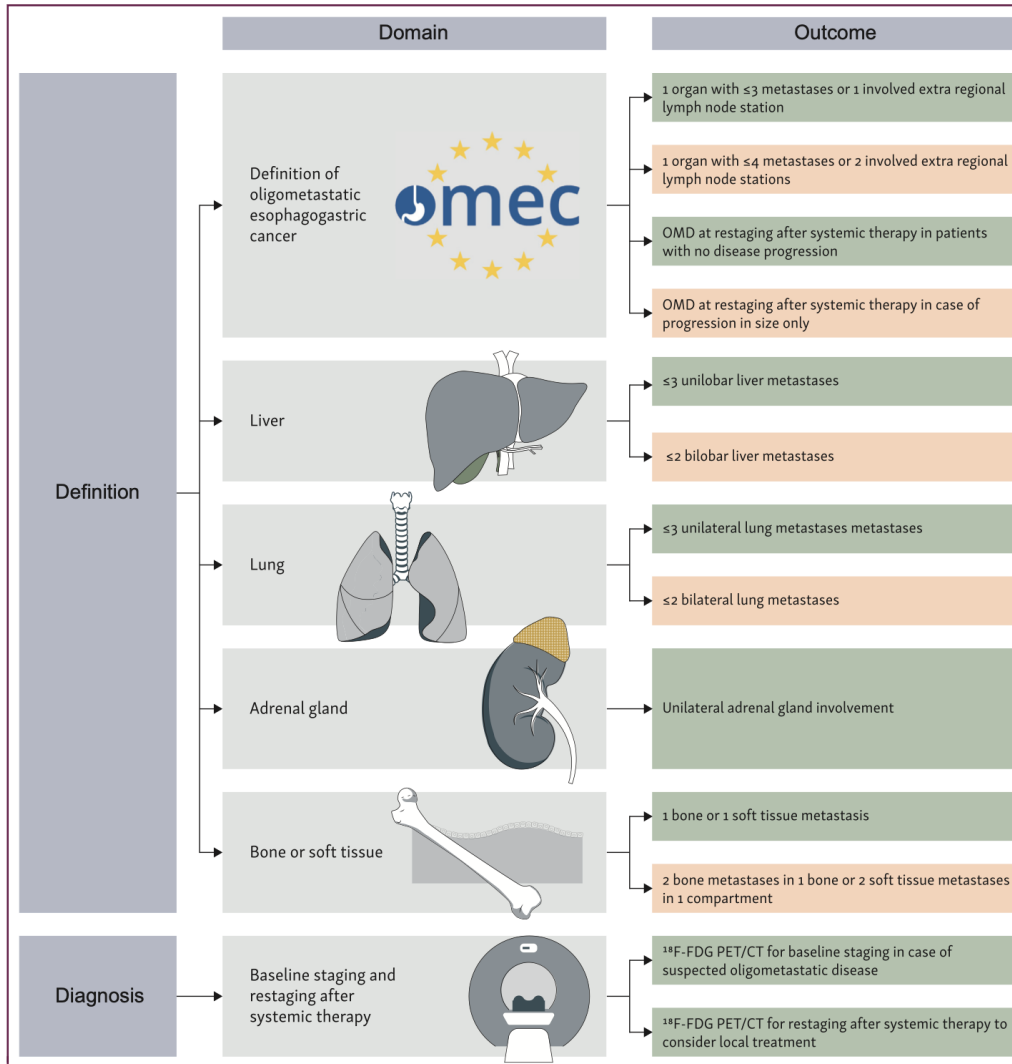 Domain
Outcome
Definition
Definition of
oligometastatic
esophagogastric
cancer
omec
1 organ with ≤3 metastases or 1 involved extra regional
lymph node station
1 organ with ≤4 metastases or 2 involved extra regional
lymph node stations
OMD at restaging after systemic therapy in patients
with no disease progression
OMD at restaging after systemic therapy in case of
progression in size only
Liver
≤3 unilobar liver metastases
≤2 bilobar liver metastases
Lung
≤3 unilateral lung metastases metastases
≤2 bilateral lung metastases
Adrenal gland
Unilateral adrenal gland involvement
Bone or soft tissue
1 bone or 1 soft tissue metastasis
2 bone metastases in 1 bone or 2 soft tissue metastases
in 1 compartment
Diagnosis
Baseline staging and
restaging after
systemic therapy
¹⁸F-FDG PET/CT for baseline staging in case of
suspected oligometastatic disease
¹⁸F-FDG PET/CT for restaging after systemic therapy to
consider local treatment